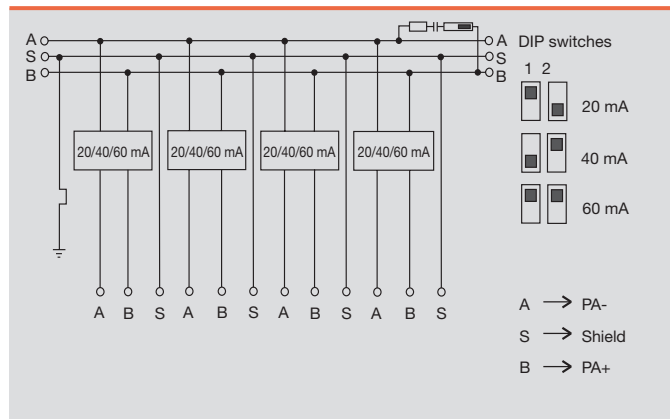 A A DIP switches
S S
B B
1 2
20 mA
20/40/60 mA 20/40/60 mA 20/40/60 mA 20/40/60 mA
40 mA
60 mA
A B S A B S A B S A B S
A → PA-
S → Shield
B → PA+